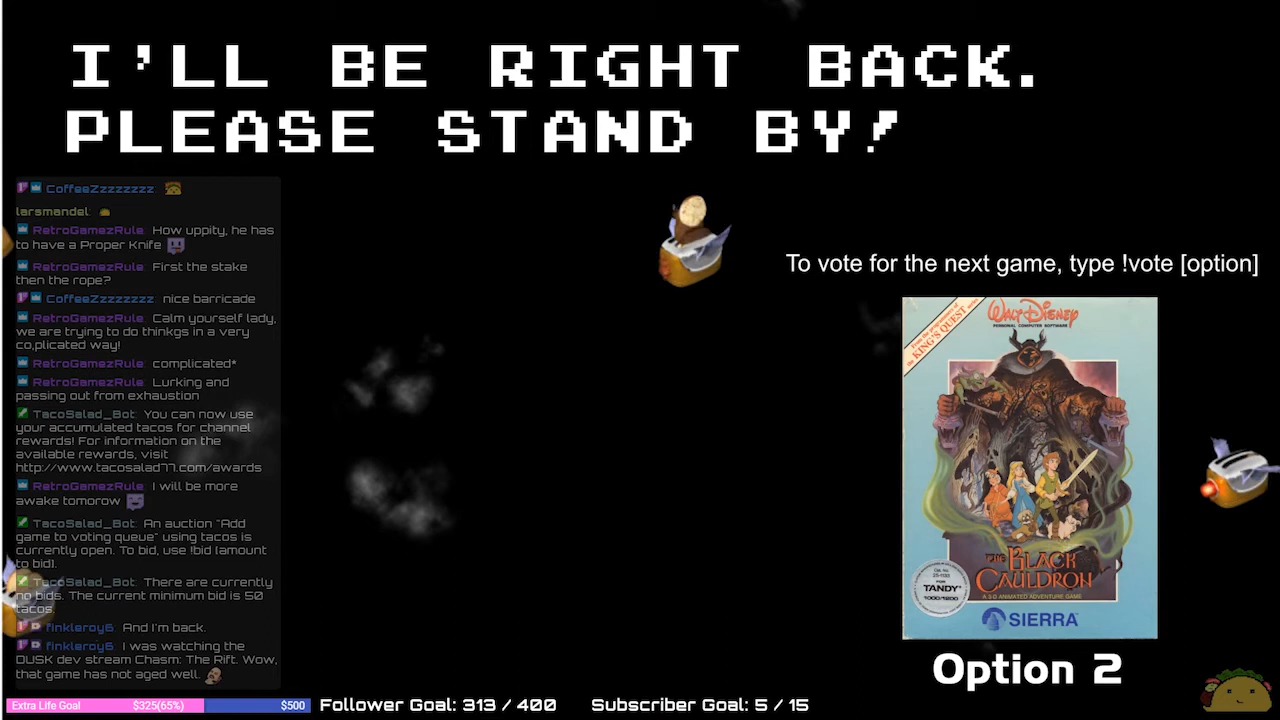 I'LL BE RIGHT BACK.
PLEASE STAND BY!
CoffeeZzzzzzzz
larsmandel:
RetroGamezRule: How uppity, he has
to have a Proper Knife
RetroGamezRule: First the stake
then the rope?
CoffeeZzzzzzzz nice barricade
RetroGamezRule: Calm yourself lady,
we are trying to do thinkgs in a very
co,plicated way!
RetroGamezRule: complicated*
RetroGamezRule: Lurking and
passing out from exhaustion
TacoSalad_Bot: You can now use
your accumulated tacos for channel
rewards! For information on the
available rewards, visit
http://www.tacosalad77.com/awards
RetroGamezRule: I will be more
awake tomorow
TacoSalad_Bot: An auction "Add
game to voting queue" using tacos is
currently open. To bid, use !bid [amount
to bid].
TacoSalad_Bot: There are currently
no bids. The current minimum bid is 50
tacos.
finkleroy6: And I'm back.
finkleroy6: I was watching the
DUSK dev stream Chasm: The Rift. Wow,
that game has not aged well.
To vote for the next game, type !vote [option]
From the programmers of
the KING'S QUEST series
WALT DISNEY
PERSONAL COMPUTER SOFTWARE
THE BLACK
CAULDRON
A 3-D ANIMATED ADVENTURE GAME
FOR
TANDY
1000/1200
SIERRA
Option 2
Extra Life Goal $325(65%) $500
Follower Goal: 313 / 400 Subscriber Goal: 5 / 15